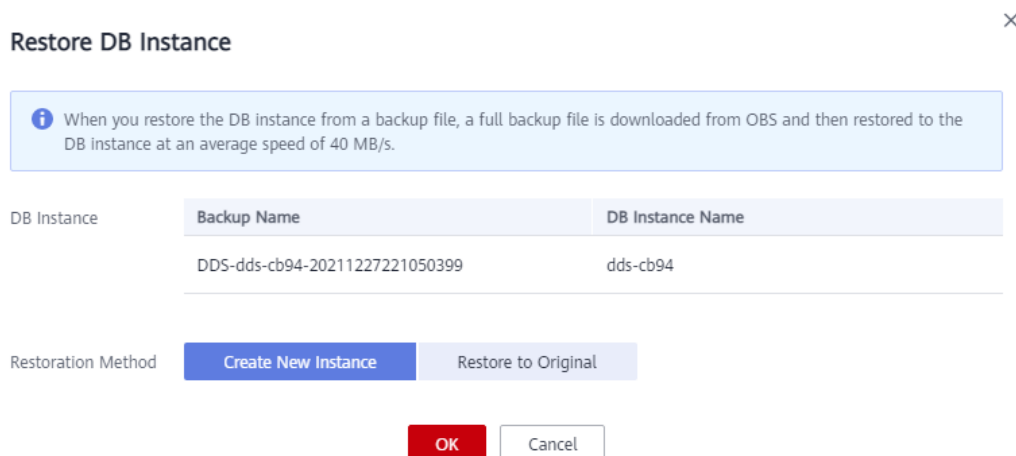 Restore DB Instance
When you restore the DB instance from a backup file, a full backup file is downloaded from OBS and then restored to the
DB instance at an average speed of 40 MB/s.
DB Instance
Backup Name
DB Instance Name
DDS-dds-cb94-20211227221050399
dds-cb94
Restoration Method
Create New Instance
Restore to Original
OK
Cancel